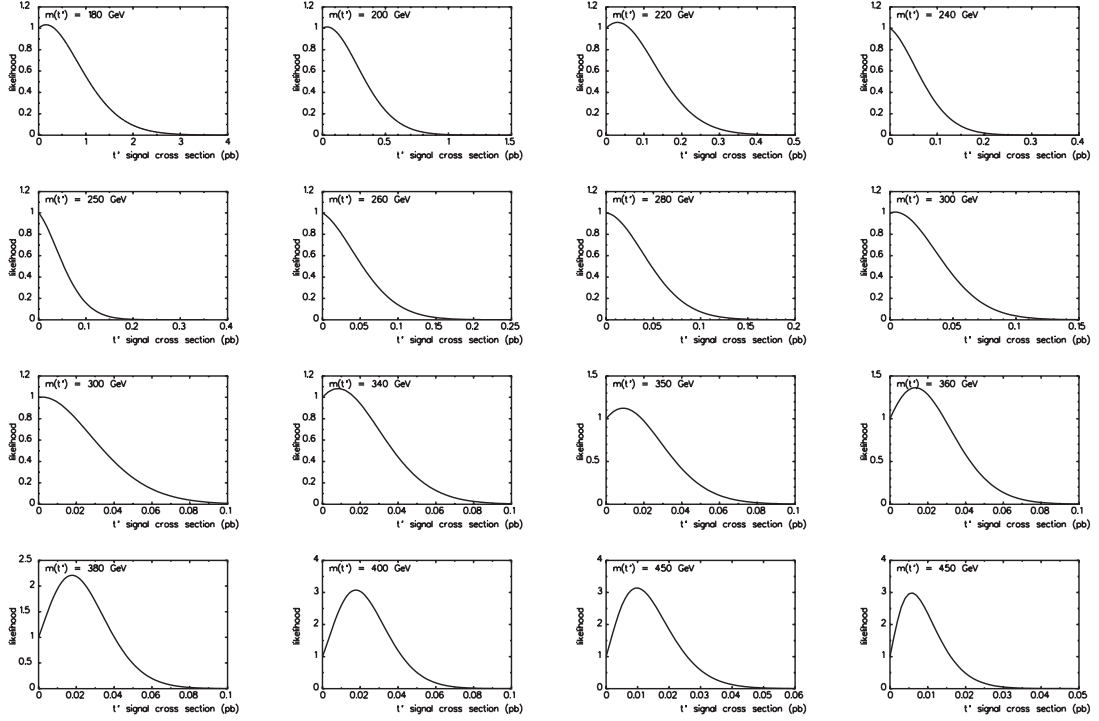 m(t') = 180 GeV
1.2
1
0.8
0.6
0.4
0.2
0
likelihood
0 1 2 3 4
t' signal cross section (pb)
m(t') = 200 GeV
1.2
1
0.8
0.6
0.4
0.2
0
likelihood
0 0.5 1 1.5
t' signal cross section (pb)
m(t') = 220 GeV
1.2
1
0.8
0.6
0.4
0.2
0
likelihood
0 0.1 0.2 0.3 0.4 0.5
t' signal cross section (pb)
m(t') = 240 GeV
1.2
1
0.8
0.6
0.4
0.2
0
likelihood
0 0.1 0.2 0.3 0.4
t' signal cross section (pb)
m(t') = 250 GeV
1.2
1
0.8
0.6
0.4
0.2
0
likelihood
0 0.1 0.2 0.3 0.4
t' signal cross section (pb)
m(t') = 260 GeV
1.2
1
0.8
0.6
0.4
0.2
0
likelihood
0 0.05 0.1 0.15 0.2 0.25
t' signal cross section (pb)
m(t') = 280 GeV
1.2
1
0.8
0.6
0.4
0.2
0
likelihood
0 0.05 0.1 0.15 0.2
t' signal cross section (pb)
m(t') = 300 GeV
1.2
1
0.8
0.6
0.4
0.2
0
likelihood
0 0.05 0.1 0.15
t' signal cross section (pb)
m(t') = 300 GeV
1.2
1
0.8
0.6
0.4
0.2
0
likelihood
0 0.02 0.04 0.06 0.08 0.1
t' signal cross section (pb)
m(t') = 340 GeV
1.2
1
0.8
0.6
0.4
0.2
0
likelihood
0 0.02 0.04 0.06 0.08 0.1
t' signal cross section (pb)
m(t') = 350 GeV
1.5
1
0.5
0
likelihood
0 0.02 0.04 0.06 0.08 0.1
t' signal cross section (pb)
m(t') = 360 GeV
1.5
1
0.5
0
likelihood
0 0.02 0.04 0.06 0.08 0.1
t' signal cross section (pb)
m(t') = 380 GeV
2.5
2
1.5
1
0.5
0
likelihood
0 0.02 0.04 0.06 0.08 0.1
t' signal cross section (pb)
m(t') = 400 GeV
4
3
2
1
0
likelihood
0 0.02 0.04 0.06 0.08 0.1
t' signal cross section (pb)
m(t') = 450 GeV
4
3
2
1
0
likelihood
0 0.01 0.02 0.03 0.04 0.05 0.06
t' signal cross section (pb)
m(t') = 450 GeV
4
3
2
1
0
likelihood
0 0.01 0.02 0.03 0.04 0.05
t' signal cross section (pb)